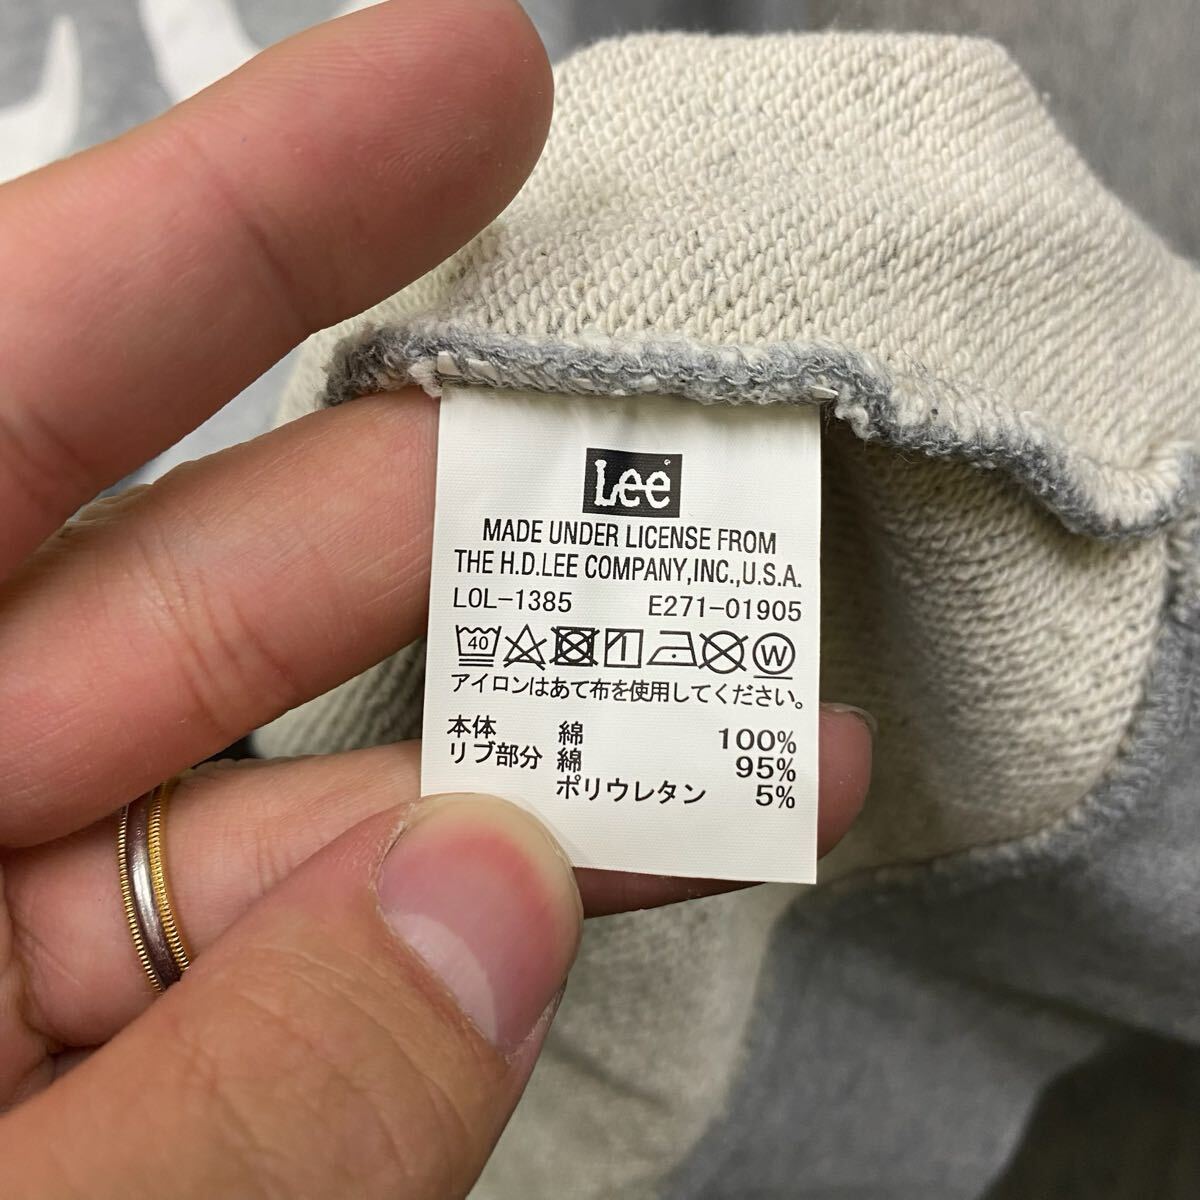 Lee
MADE UNDER LICENSE FROM
THE H.D.LEE COMPANY,INC.,U.S.A.
LOL-1385 E271-01905
40 W
アイロンはあて布を使用してください。
本体 綿 100%
リブ部分 綿 95%
ポリウレタン 5%